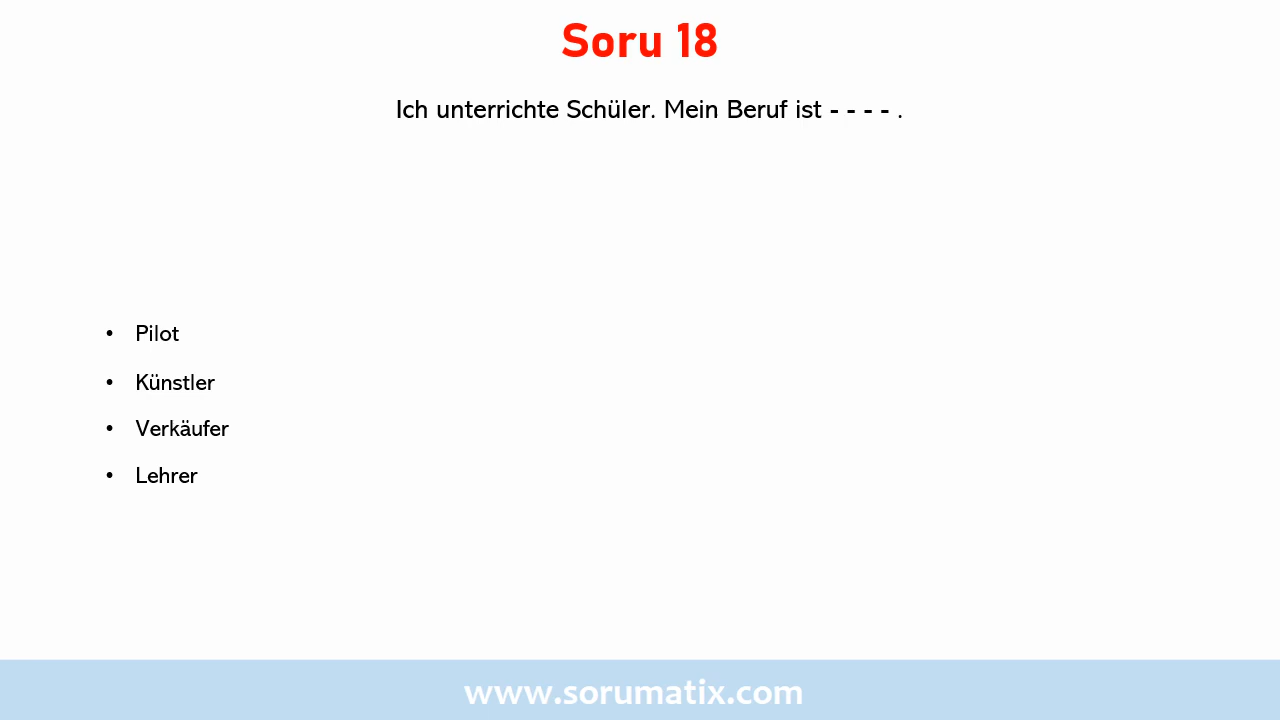 Soru 18
Ich unterrichte Schüler. Mein Beruf ist - - - - .
• Pilot
• Künstler
• Verkäufer
• Lehrer
www.sorumatix.com